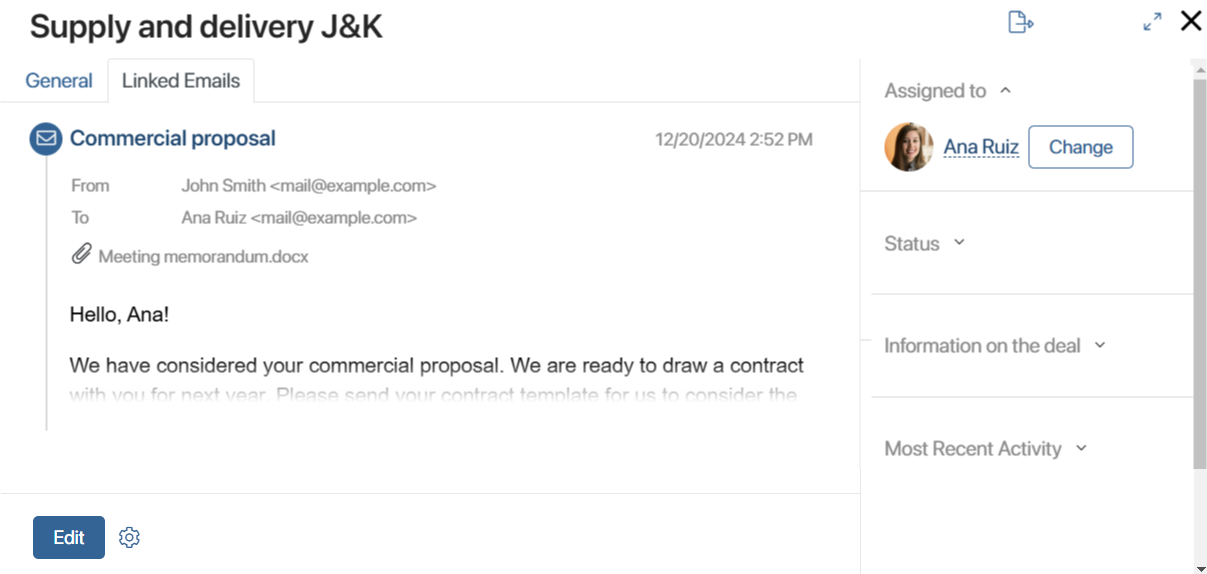 Supply and delivery J&K
General
Linked Emails
Commercial proposal
12/20/2024 2:52 PM
From John Smith <mail@example.com>
To Ana Ruiz <mail@example.com>
Meeting memorandum.docx
Hello, Ana!
We have considered your commercial proposal. We are ready to draw a contract
with you for next year. Please send your contract template for us to consider the
Edit
Assigned to
Ana Ruiz
Change
Status
Information on the deal
Most Recent Activity